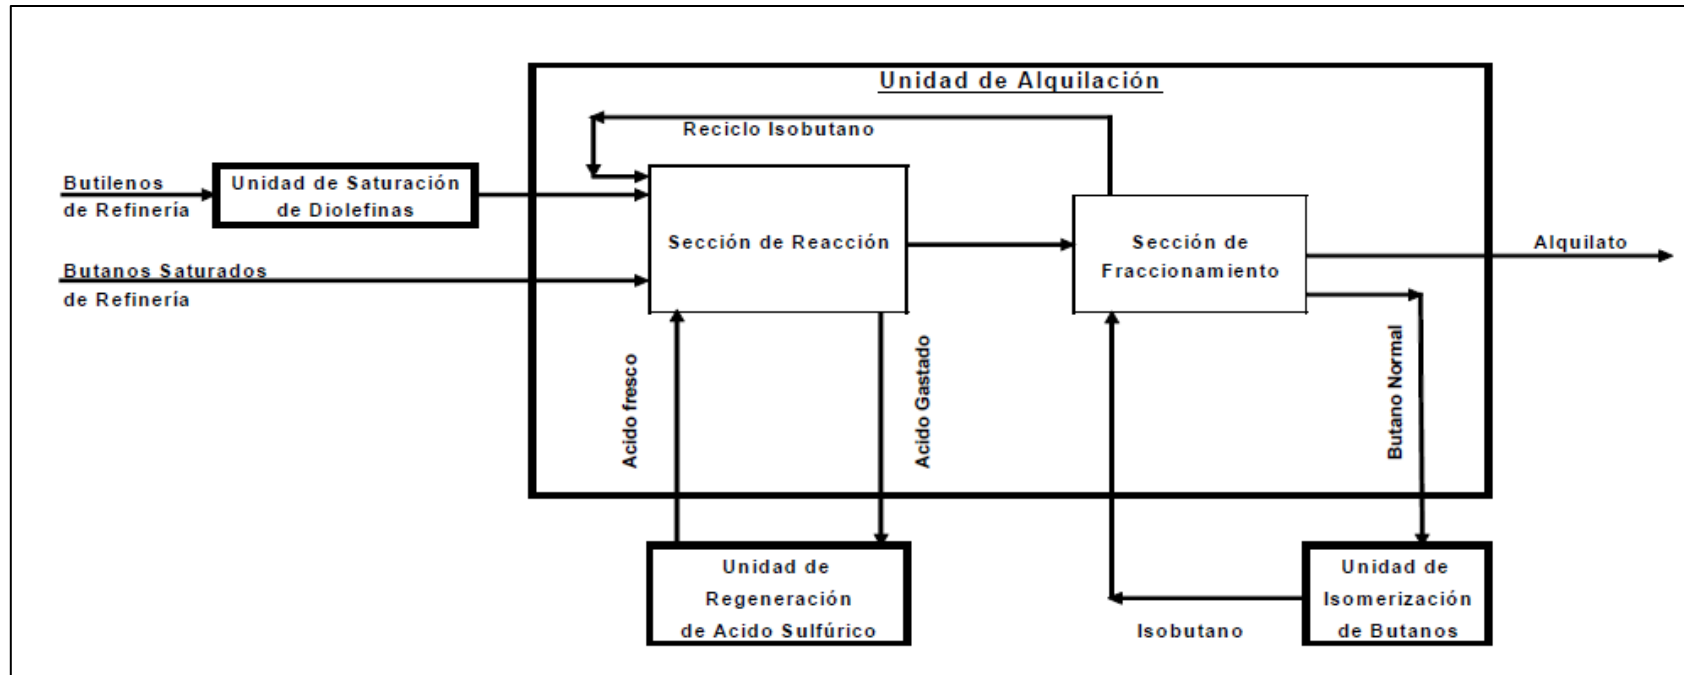 Unidad de Alquilación
Reciclo Isobutano
Butilenos
de Refinería
Unidad de Saturación
de Diolefinas
Butanos Saturados
de Refinería
Sección de Reacción
Sección de
Fraccionamiento
Alquilato
Acido fresco
Acido Gastado
Butano Normal
Unidad de
Regeneración
de Acido Sulfúrico
Isobutano
Unidad de
Isomerización
de Butanos